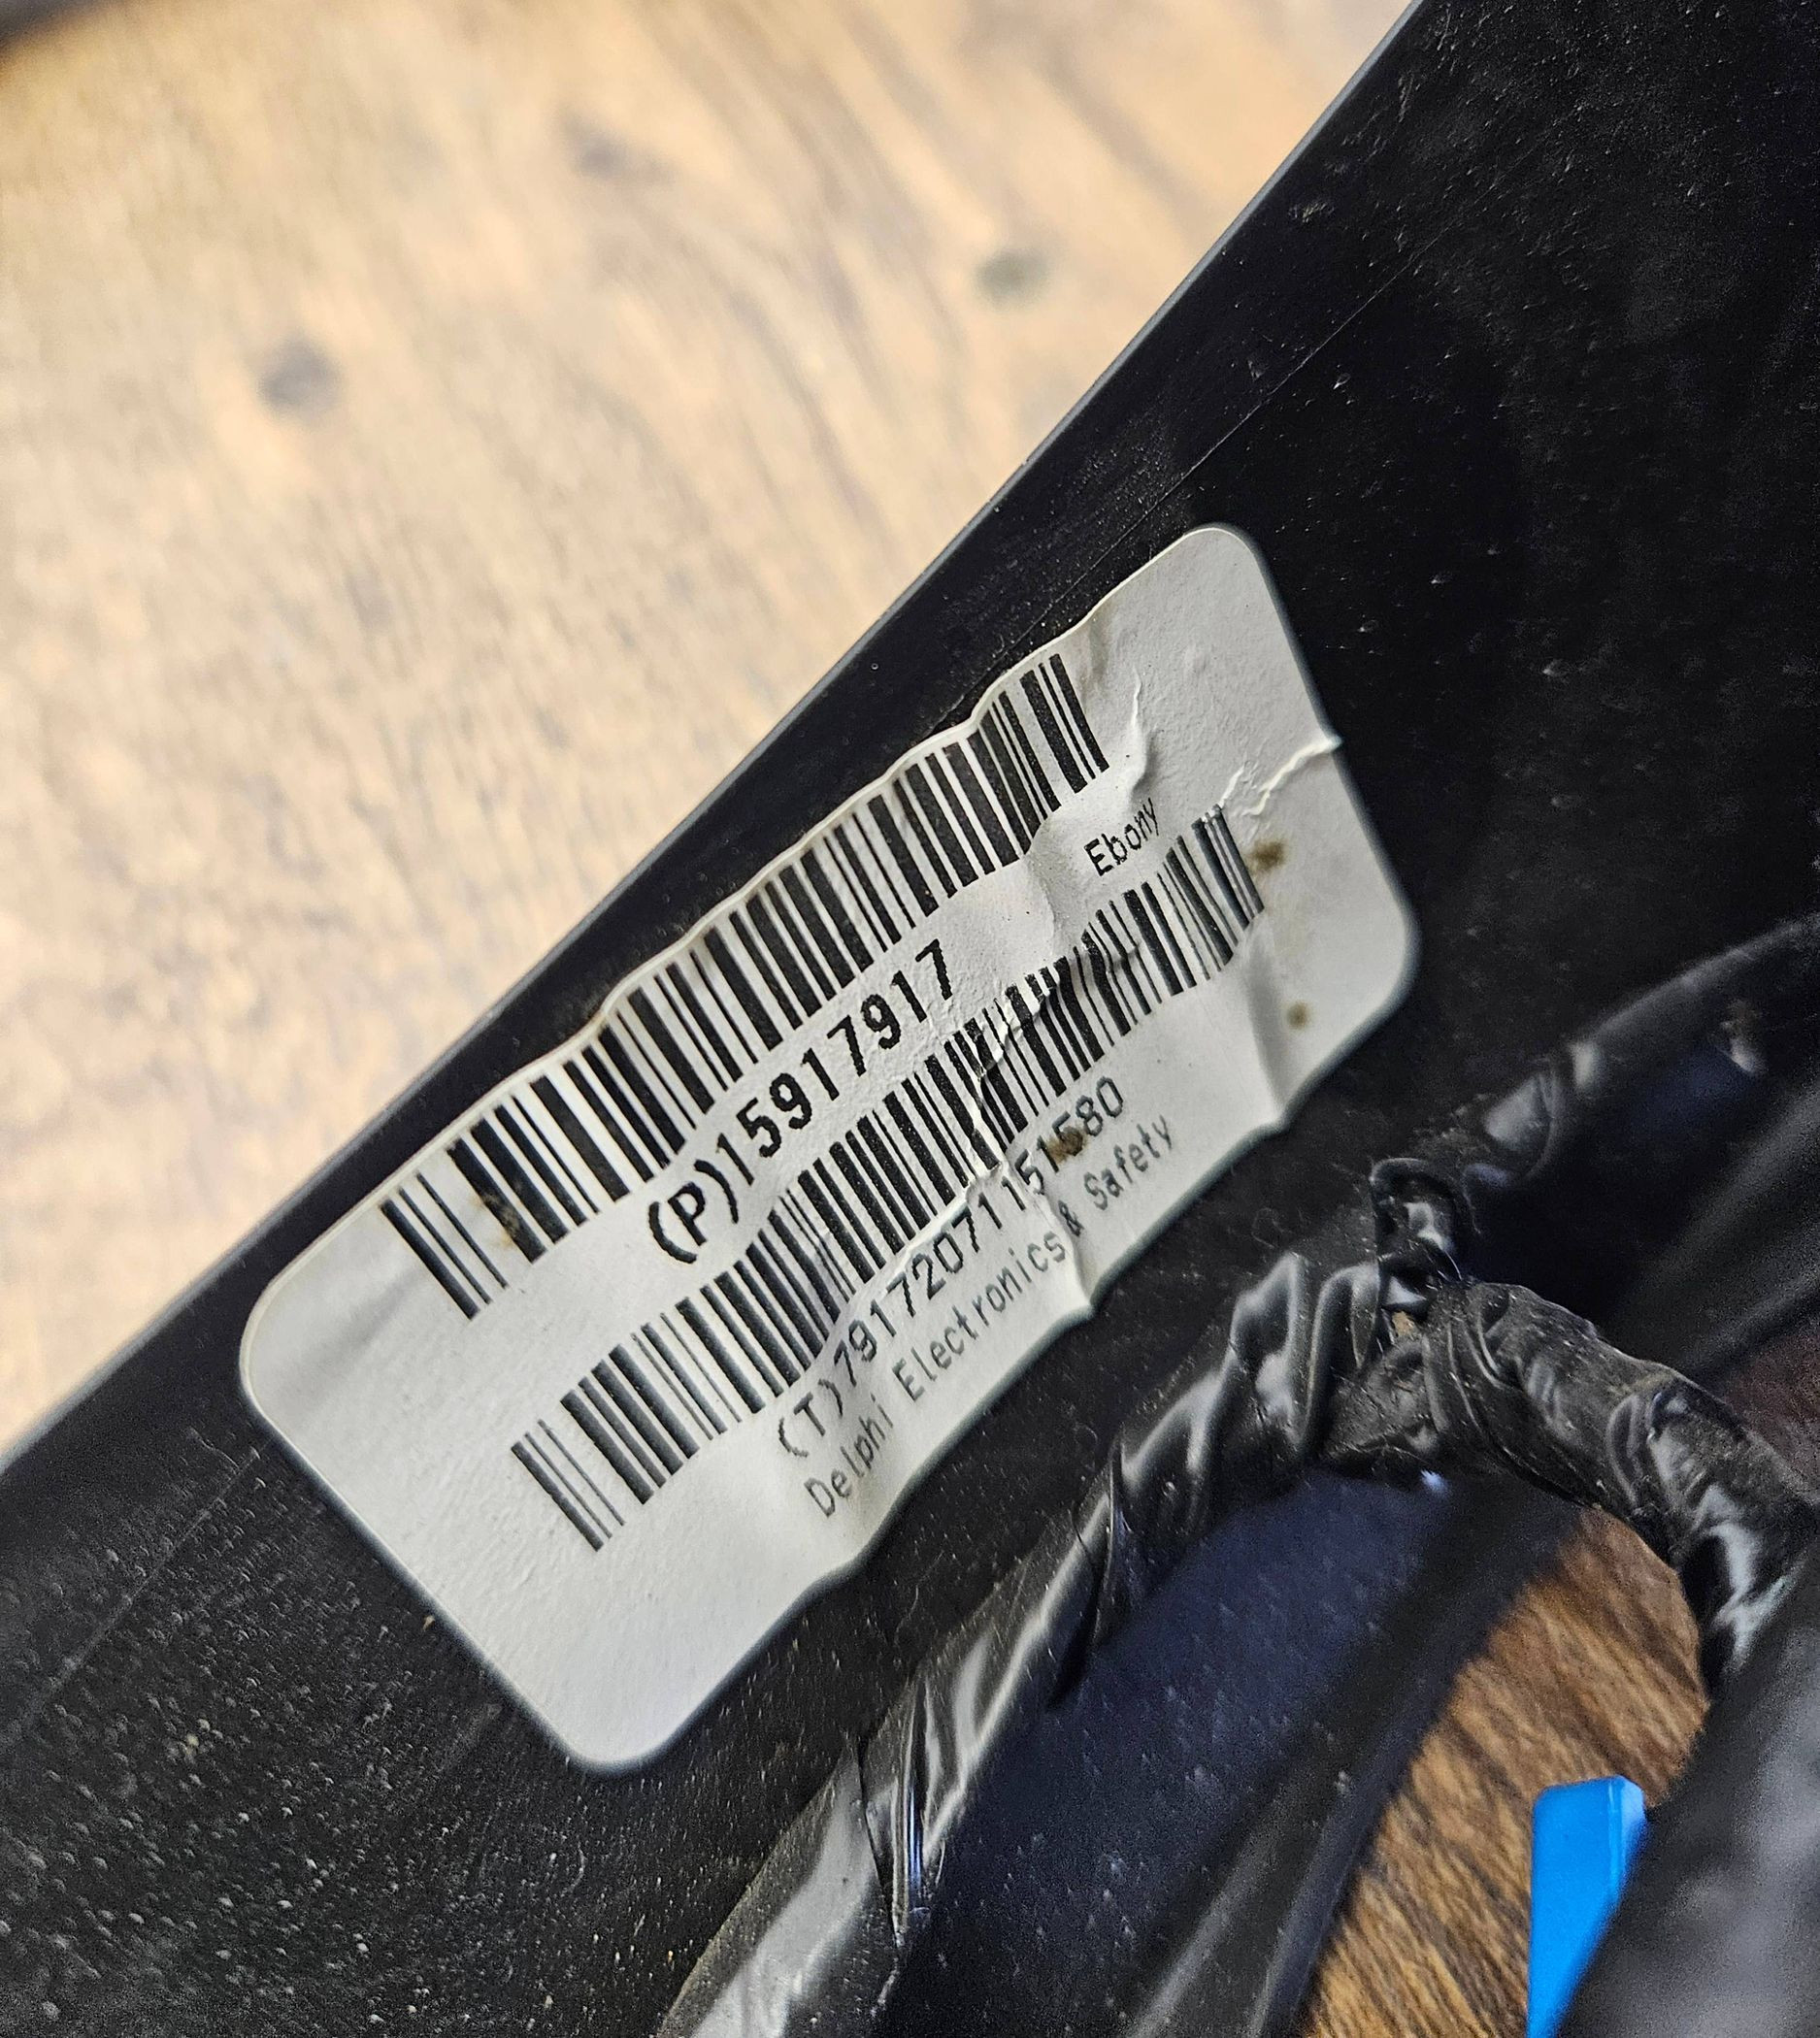 (P)15917917
Ebony
(T)79172071151580
Delphi Electronics & Safety